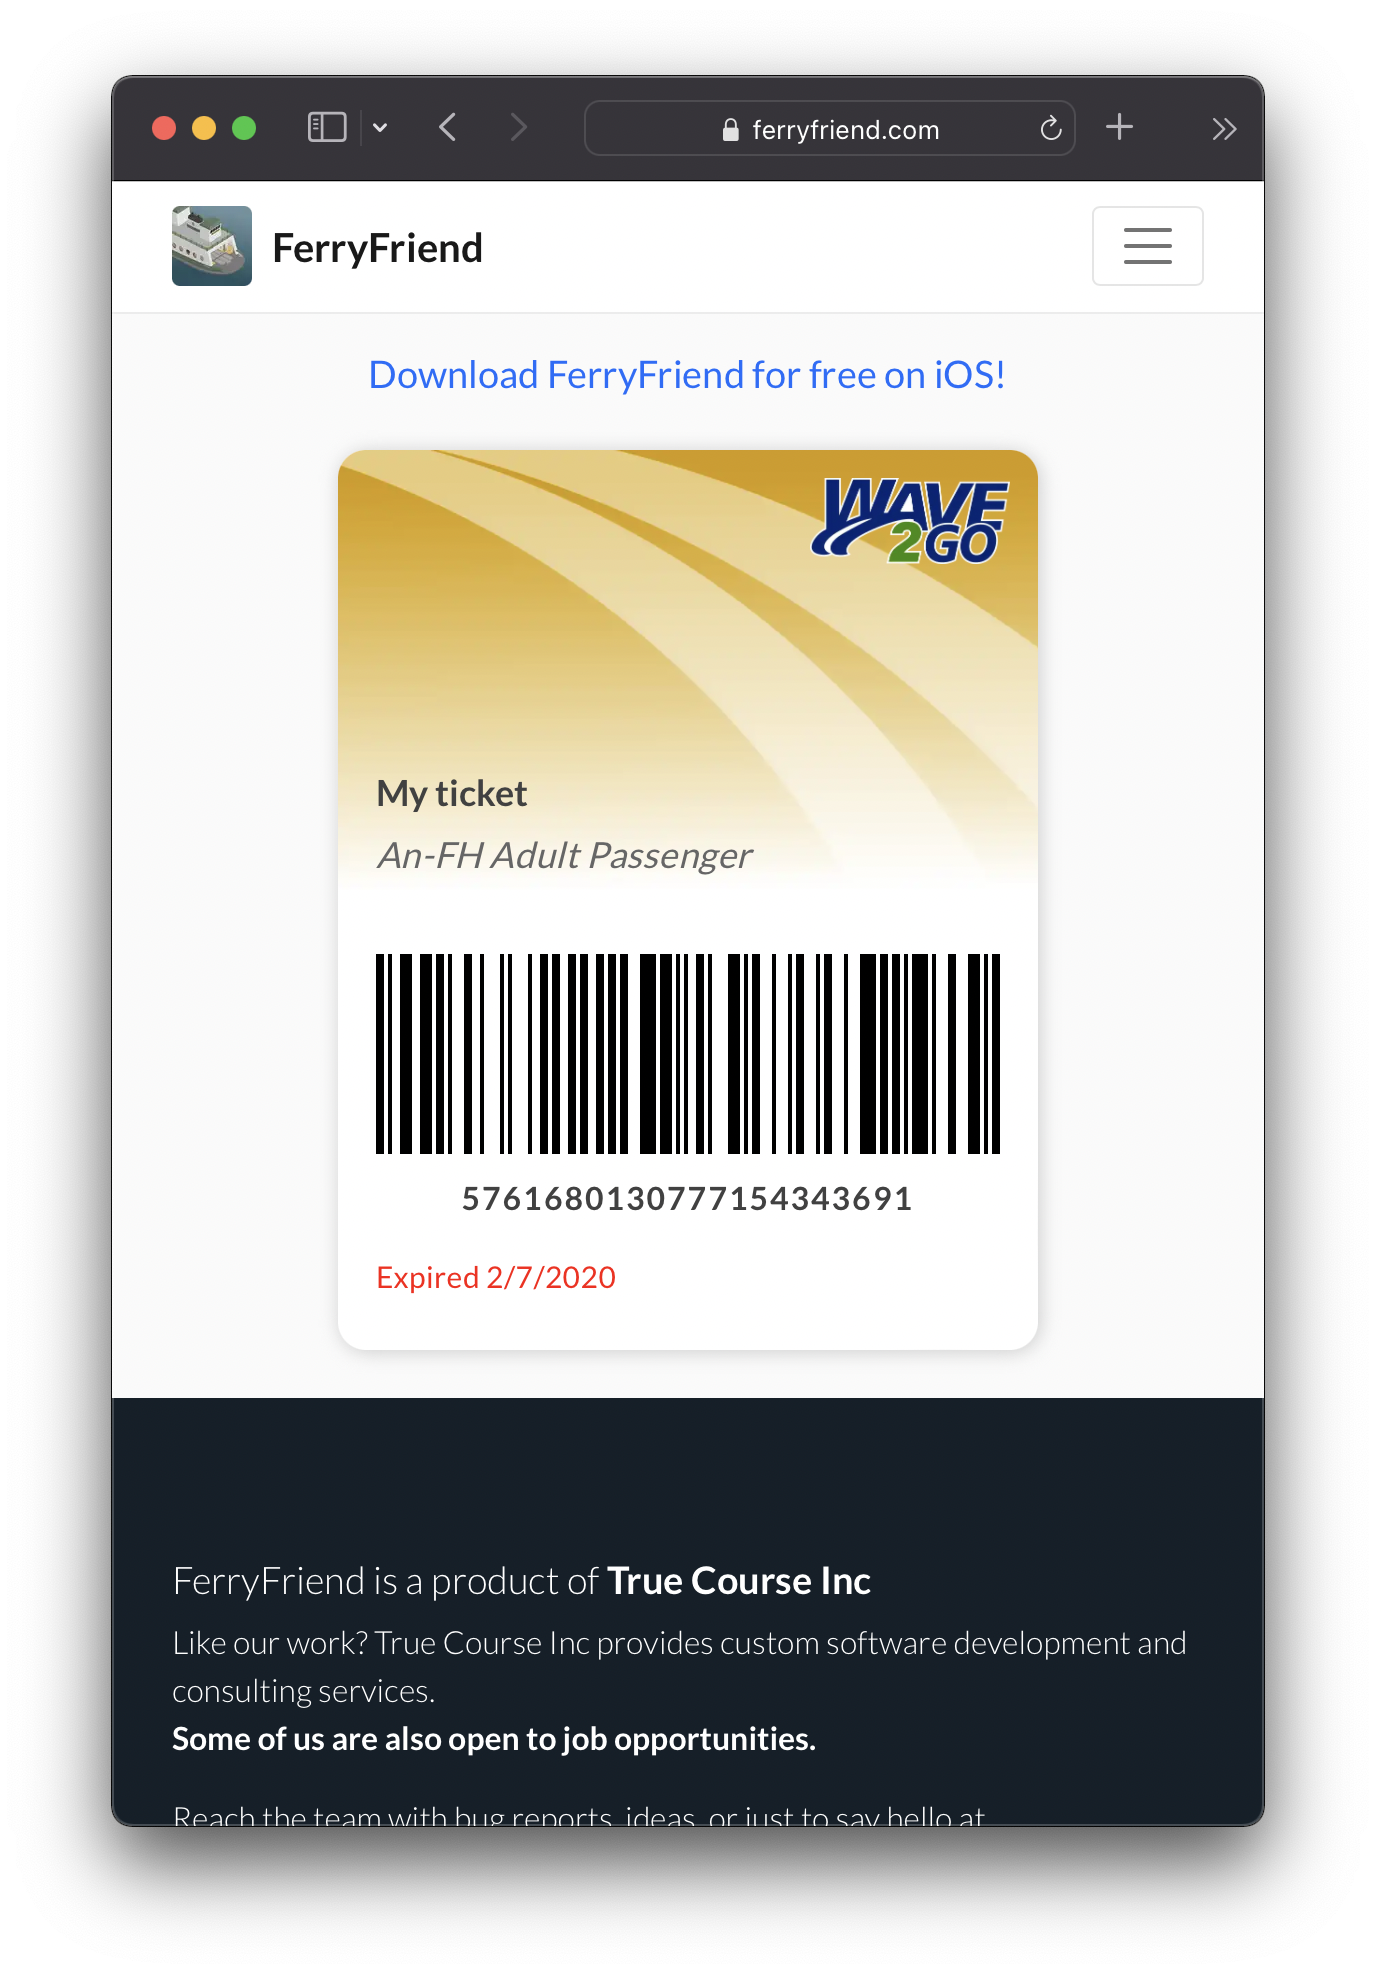 ferryfriend.com
FerryFriend
Download FerryFriend for free on iOS!
WAVE
2GO
My ticket
An-FH Adult Passenger
5761680130777154343691
Expired 2/7/2020
FerryFriend is a product of True Course Inc
Like our work? True Course Inc provides custom software development and
consulting services.
Some of us are also open to job opportunities.
Reach the team with bug reports, ideas, or just to say hello at